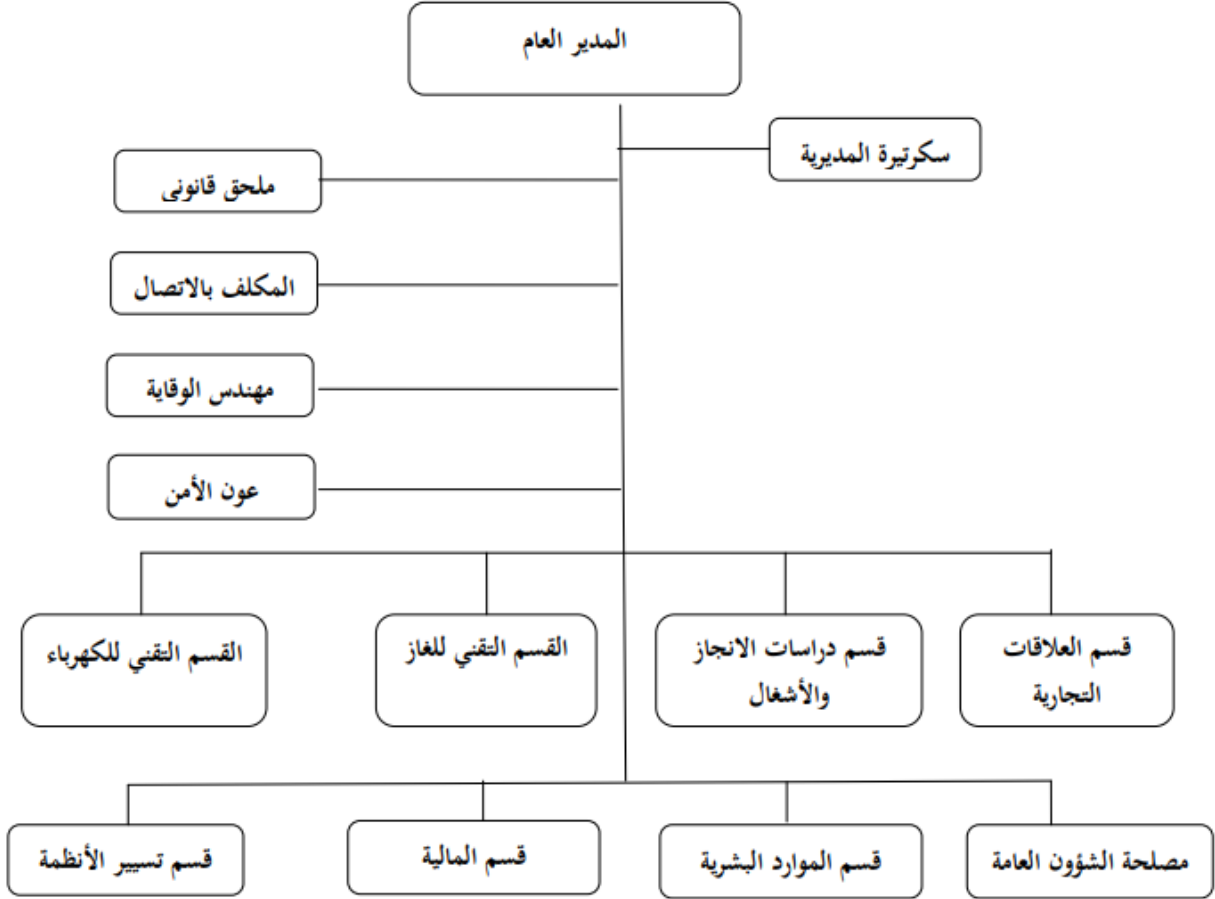 المدير العام
سكرتيرة المديرية
ملحق قانوني
المكلف بالاتصال
مهندس الوقاية
عون الأمن
قسم العلاقات
التجارية
قسم دراسات الانجاز
والأشغال
القسم التقني للغاز
القسم التقني للكهرباء
مصلحة الشؤون العامة
قسم الموارد البشرية
قسم المالية
قسم تسيير الأنظمة